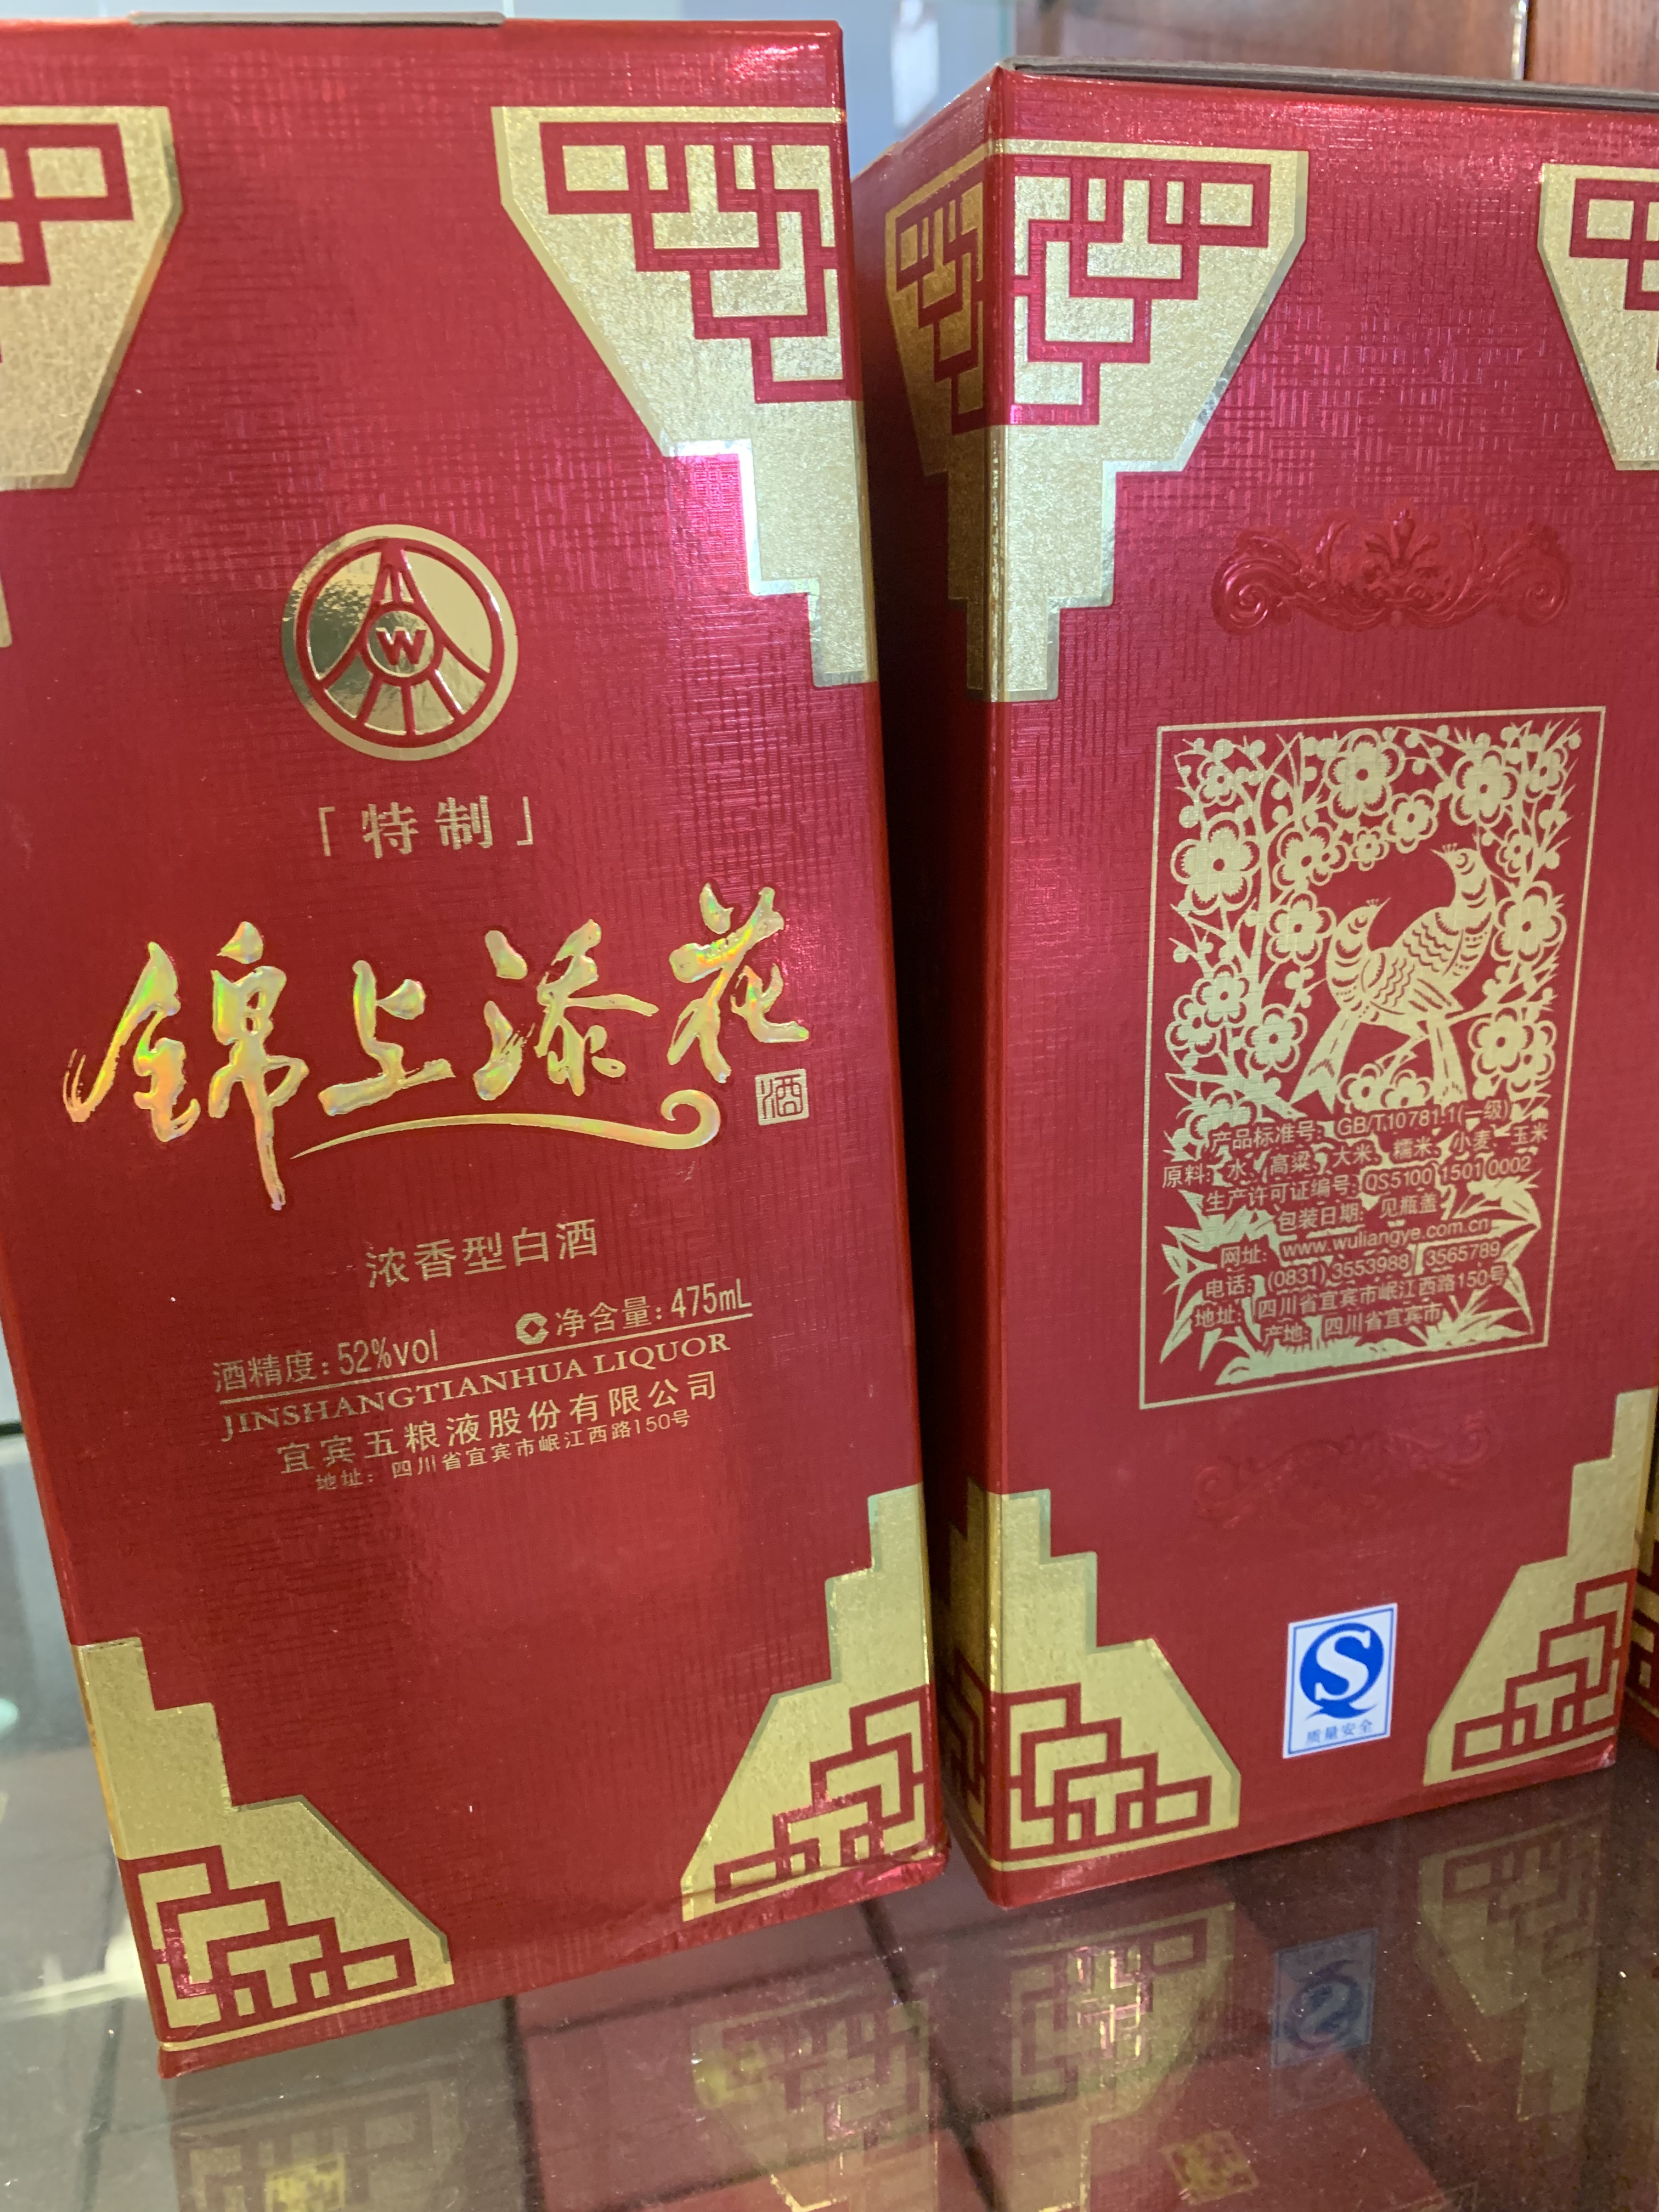 W
「特制」
锦上添花
酒
浓香型白酒
酒精度:52%vol 净含量:475mL
JINSHANGTIANHUA LIQUOR
宜宾五粮液股份有限公司
地址:四川省宜宾市岷江西路150号
产品标准号: GB/T10781.1(一级)
原料:水、高粱、大米、糯米、小麦、玉米
生产许可证编号:QS5100 1501 0002
包装日期: 见瓶盖
网址: www.wuliangye.com.cn
电话: (0831) 3553988 3565789
地址: 四川省宜宾市岷江西路150号
产地: 四川省宜宾市
S
质量安全